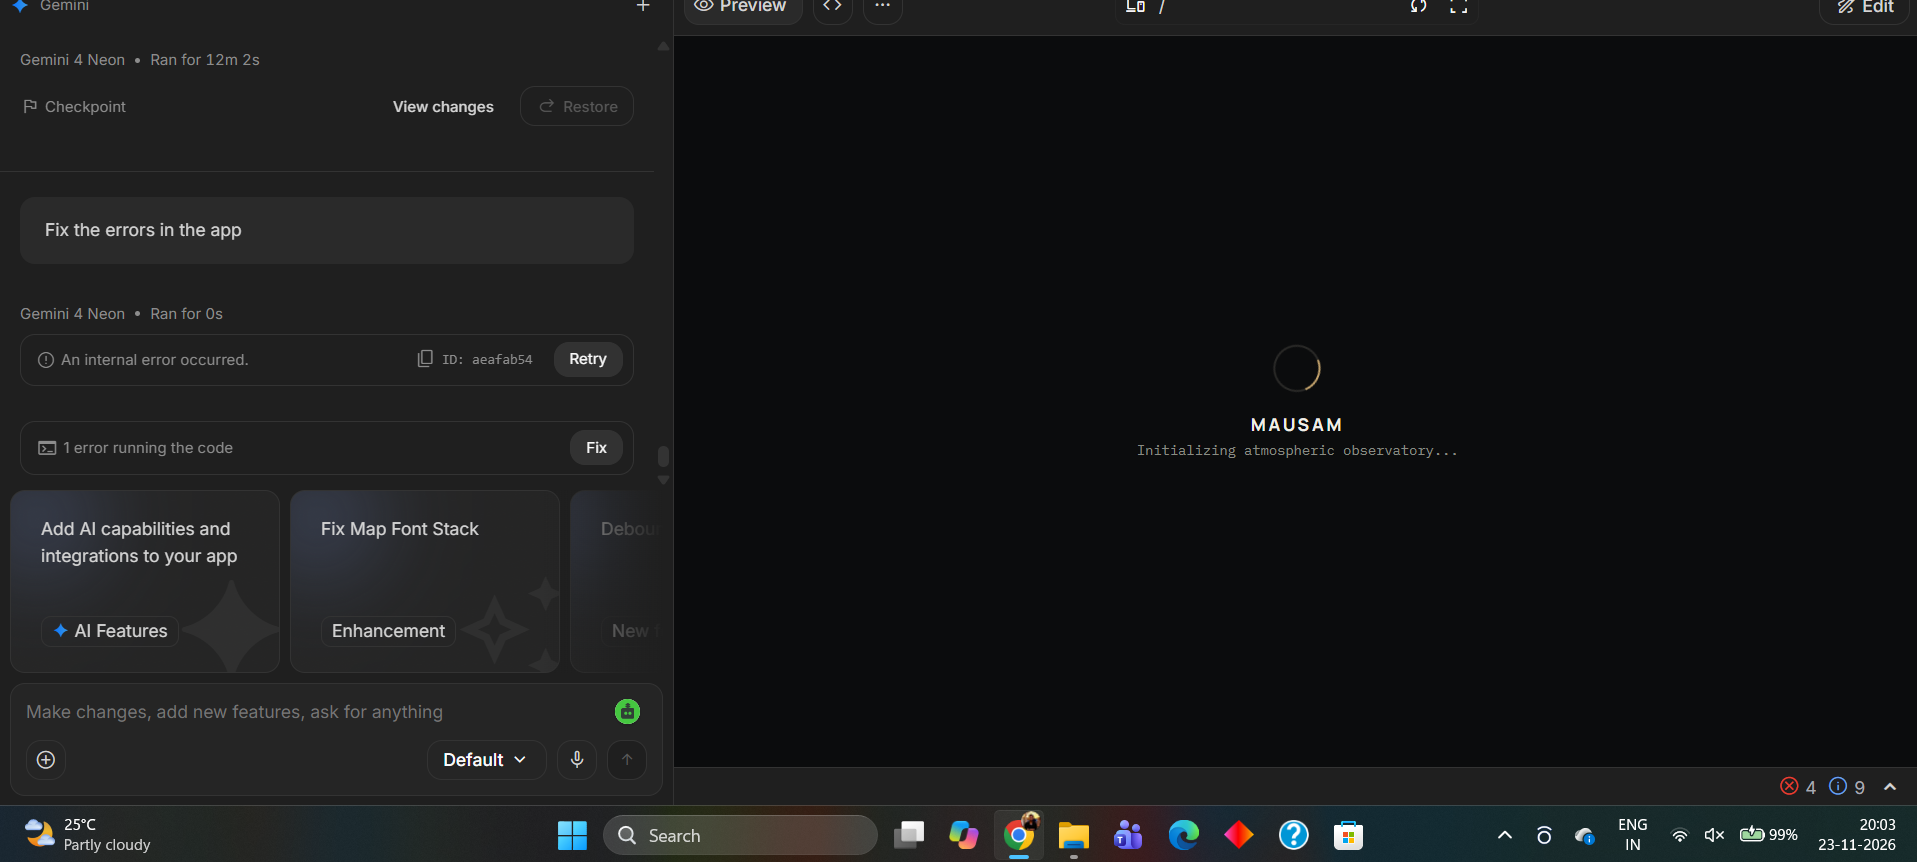 Gemini
Gemini 4 Neon • Ran for 12m 2s
Checkpoint
View changes
Restore
Fix the errors in the app
Gemini 4 Neon • Ran for 0s
An internal error occurred.
ID: aeafab54
Retry
1 error running the code
Fix
Add AI capabilities and
integrations to your app
AI Features
Fix Map Font Stack
Enhancement
New
Make changes, add new features, ask for anything
Default
Preview
/
Edit
MAUSAM
Initializing atmospheric observatory...
4
9
25°C
Partly cloudy
Search
ENG
IN
99%
20:03
23-11-2026